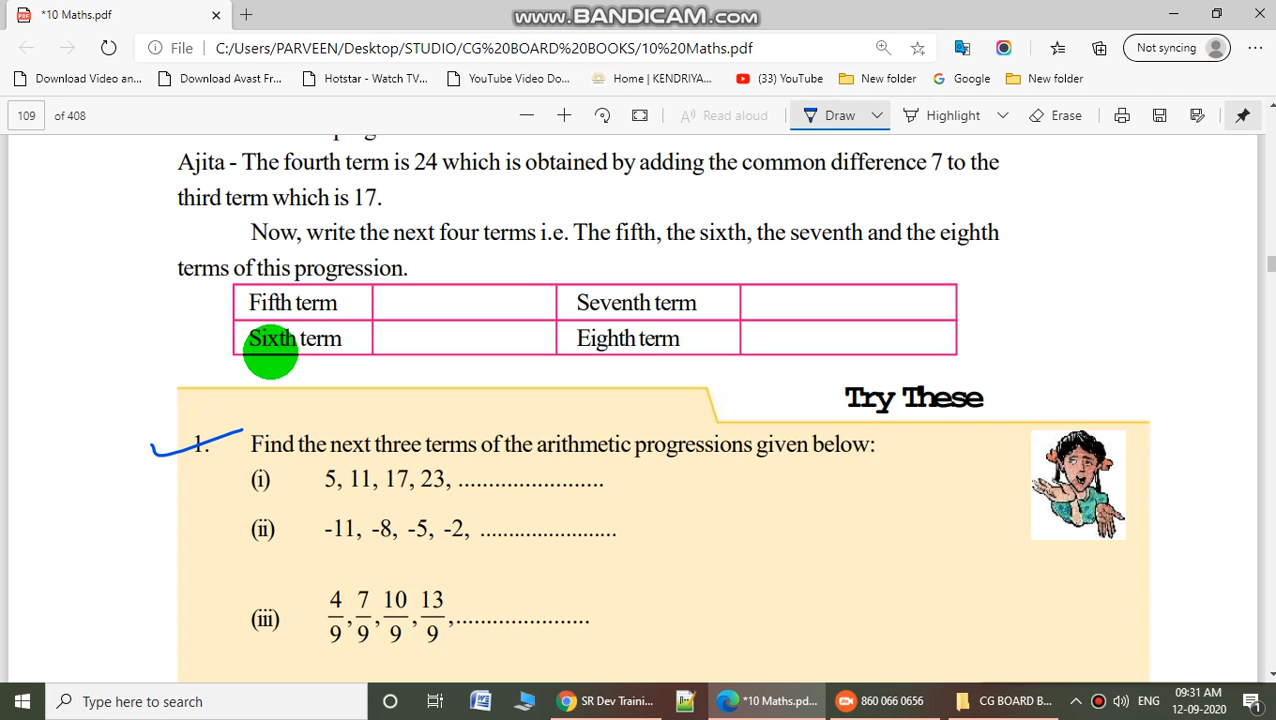 *10 Maths.pdf
www.BANDICAM.com
File C:/Users/PARVEEN/Desktop/STUDIO/CG%20BOARD%20BOOKS/10%20Maths.pdf
Not syncing
Download Video an... Download Avast Fr... Hotstar - Watch TV... YouTube Video Do... Home | KENDRIYA... (33) YouTube New folder Google New folder
109 of 408 Read aloud Draw Highlight Erase
Ajita - The fourth term is 24 which is obtained by adding the common difference 7 to the
third term which is 17.
Now, write the next four terms i.e. The fifth, the sixth, the seventh and the eighth
terms of this progression.
Fifth term Seventh term
Sixth term Eighth term
Try These
1. Find the next three terms of the arithmetic progressions given below:
(i) 5, 11, 17, 23, ........................
(ii) -11, -8, -5, -2, .......................
(iii) 4/9, 7/9, 10/9, 13/9, ......................
Type here to search
SR Dev Traini... *10 Maths.pd... 860 066 0656 CG BOARD B... ENG 09:31 AM
12-09-2020
1